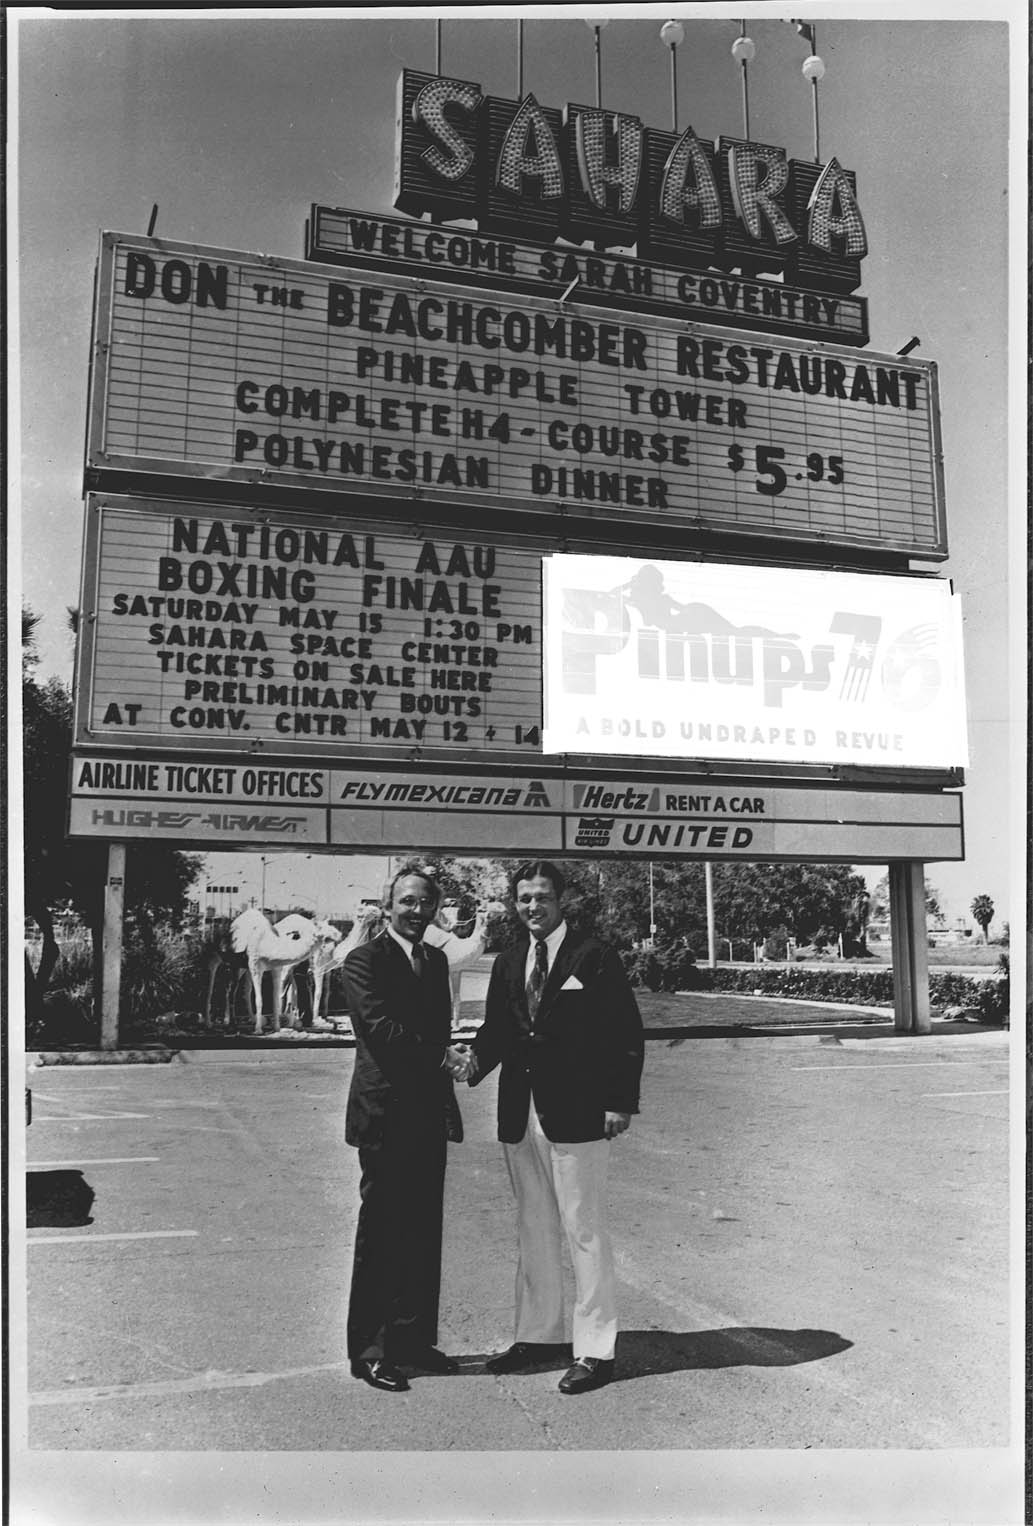 SAHARA
WELCOME SARAH COVENTRY
DON THE BEACHCOMBER RESTAURANT
PINEAPPLE TOWER
COMPLETE H4-COURSE $5.95
POLYNESIAN DINNER
NATIONAL AAU
BOXING FINALE
SATURDAY MAY 15 1:30 PM
SAHARA SPACE CENTER
TICKETS ON SALE HERE
PRELIMINARY BOUTS
AT CONV. CNTR MAY 12 + 14
Pinups 76
A BOLD UNDRAPED REVUE
AIRLINE TICKET OFFICES
FLY mexicana
Hertz RENT A CAR
HUGHES AIRWEST
UNITED
UNITED